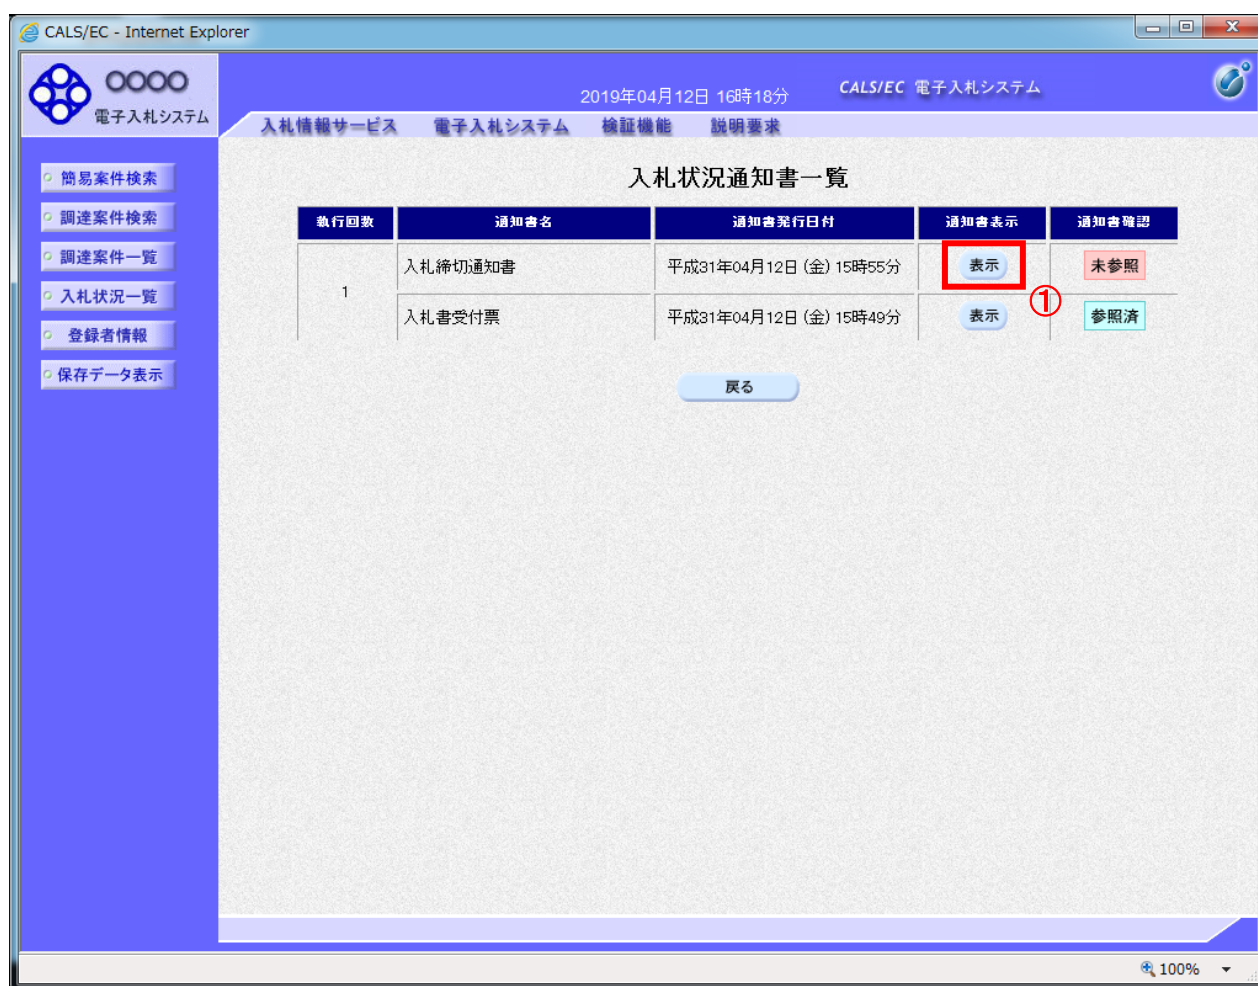 CALS/EC - Internet Explorer
○○○○
電子入札システム
2019年04月12日 16時18分
CALS/EC 電子入札システム
入札情報サービス 電子入札システム 検証機能 説明要求
簡易案件検索
調達案件検索
調達案件一覧
入札状況一覧
登録者情報
保存データ表示
入札状況通知書一覧
執行回数 通知書名 通知書発行日付 通知書表示 通知書確認
1
入札締切通知書 平成31年04月12日(金) 15時55分 表示 未参照
①
入札書受付票 平成31年04月12日(金) 15時49分 表示 参照済
戻る
100%